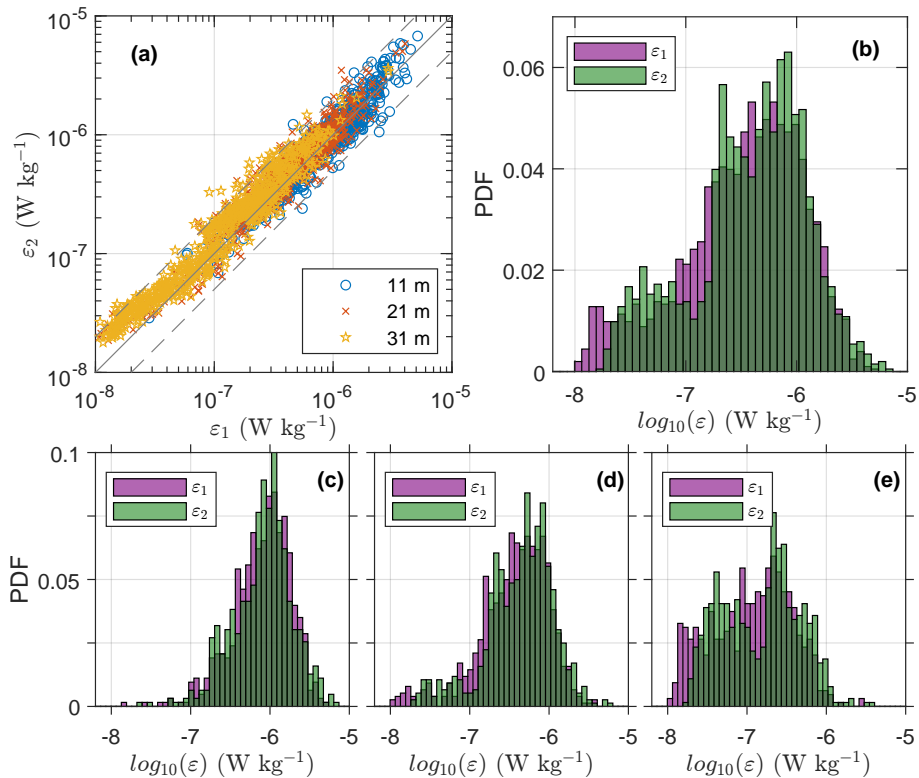 (a)
10⁻⁵
10⁻⁶
10⁻⁷
10⁻⁸
ε₂ (W kg⁻¹)
11 m
21 m
31 m
10⁻⁸ 10⁻⁷ 10⁻⁶ 10⁻⁵
ε₁ (W kg⁻¹)
(b)
ε₁
ε₂
0.06
0.04
0.02
0
PDF
-8 -7 -6 -5
log₁₀(ε) (W kg⁻¹)
(c)
ε₁
ε₂
0.1
0.05
0
PDF
-8 -7 -6 -5
log₁₀(ε) (W kg⁻¹)
(d)
ε₁
ε₂
-8 -7 -6 -5
log₁₀(ε) (W kg⁻¹)
(e)
ε₁
ε₂
-8 -7 -6 -5
log₁₀(ε) (W kg⁻¹)